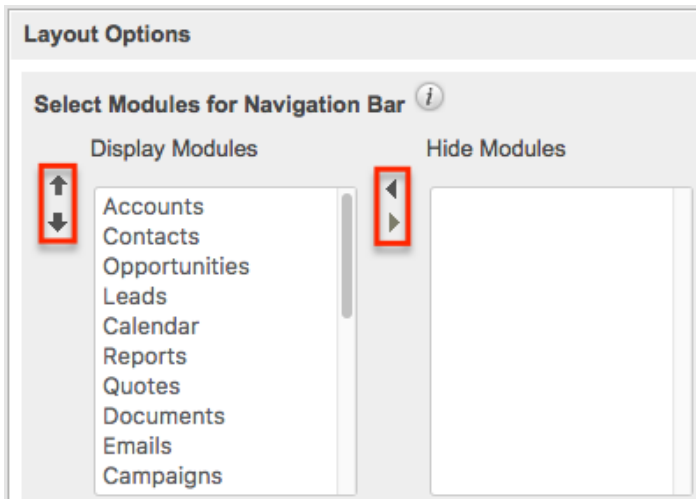 Layout Options
Select Modules for Navigation Bar i
Display Modules
Hide Modules
Accounts
Contacts
Opportunities
Leads
Calendar
Reports
Quotes
Documents
Emails
Campaigns